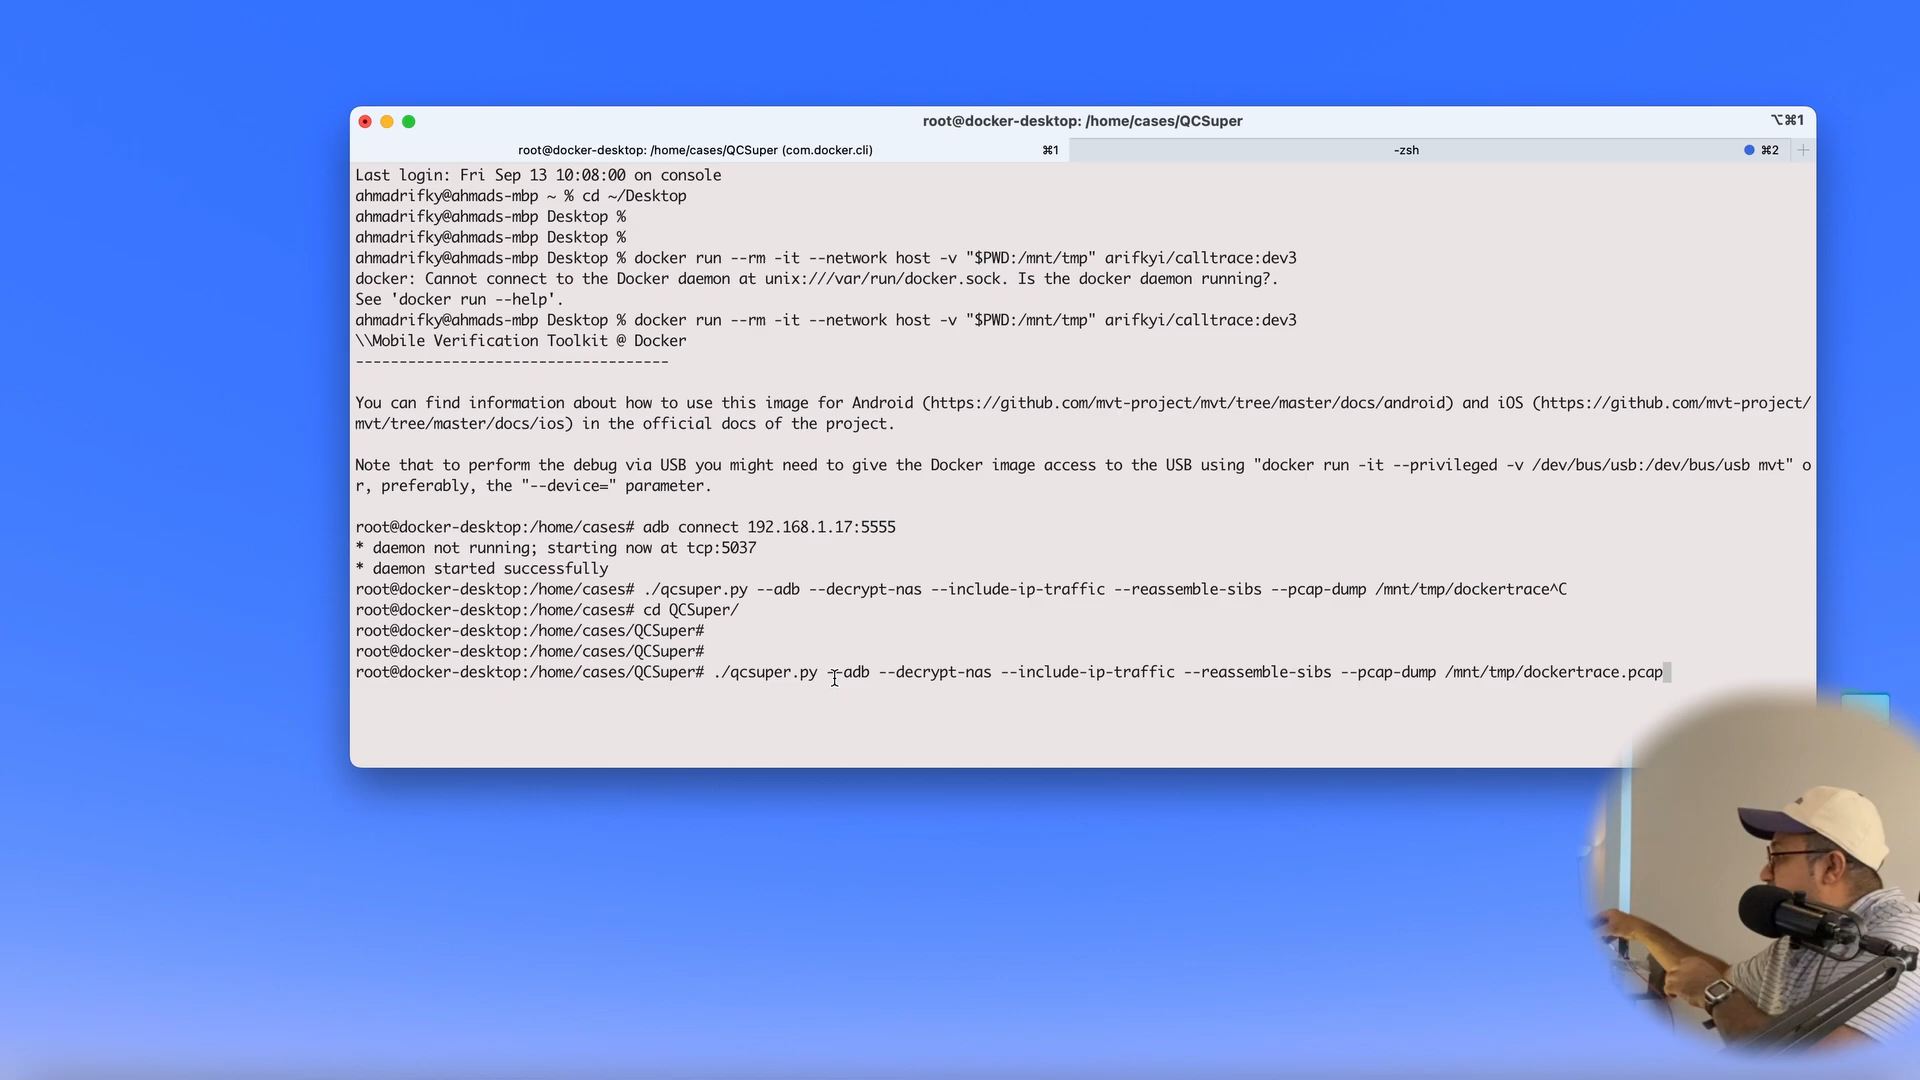 root@docker-desktop: /home/cases/QCSuper
⌥⌘1
root@docker-desktop: /home/cases/QCSuper (com.docker.cli)
⌘1
-zsh
⌘2
Last login: Fri Sep 13 10:08:00 on console
ahmadrifky@ahmads-mbp ~ % cd ~/Desktop
ahmadrifky@ahmads-mbp Desktop %
ahmadrifky@ahmads-mbp Desktop %
ahmadrifky@ahmads-mbp Desktop % docker run --rm -it --network host -v "$PWD:/mnt/tmp" arifkyi/calltrace:dev3
docker: Cannot connect to the Docker daemon at unix:///var/run/docker.sock. Is the docker daemon running?.
See 'docker run --help'.
ahmadrifky@ahmads-mbp Desktop % docker run --rm -it --network host -v "$PWD:/mnt/tmp" arifkyi/calltrace:dev3
\\Mobile Verification Toolkit @ Docker
------------------------------------
You can find information about how to use this image for Android (https://github.com/mvt-project/mvt/tree/master/docs/android) and iOS (https://github.com/mvt-project/
mvt/tree/master/docs/ios) in the official docs of the project.
Note that to perform the debug via USB you might need to give the Docker image access to the USB using "docker run -it --privileged -v /dev/bus/usb:/dev/bus/usb mvt" o
r, preferably, the "--device=" parameter.
root@docker-desktop:/home/cases# adb connect 192.168.1.17:5555
* daemon not running; starting now at tcp:5037
* daemon started successfully
root@docker-desktop:/home/cases# ./qcsuper.py --adb --decrypt-nas --include-ip-traffic --reassemble-sibs --pcap-dump /mnt/tmp/dockertrace^C
root@docker-desktop:/home/cases# cd QCSuper/
root@docker-desktop:/home/cases/QCSuper#
root@docker-desktop:/home/cases/QCSuper#
root@docker-desktop:/home/cases/QCSuper# ./qcsuper.py --adb --decrypt-nas --include-ip-traffic --reassemble-sibs --pcap-dump /mnt/tmp/dockertrace.pcap